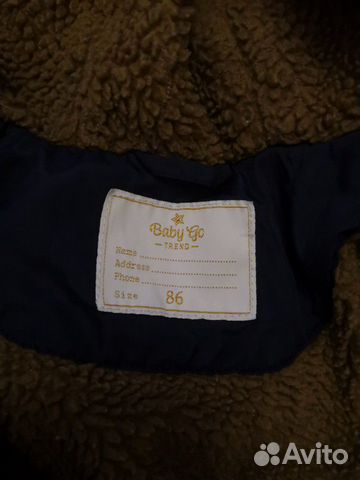 Baby Go
TREND
Name
Address
Phone
Size 86
Avito